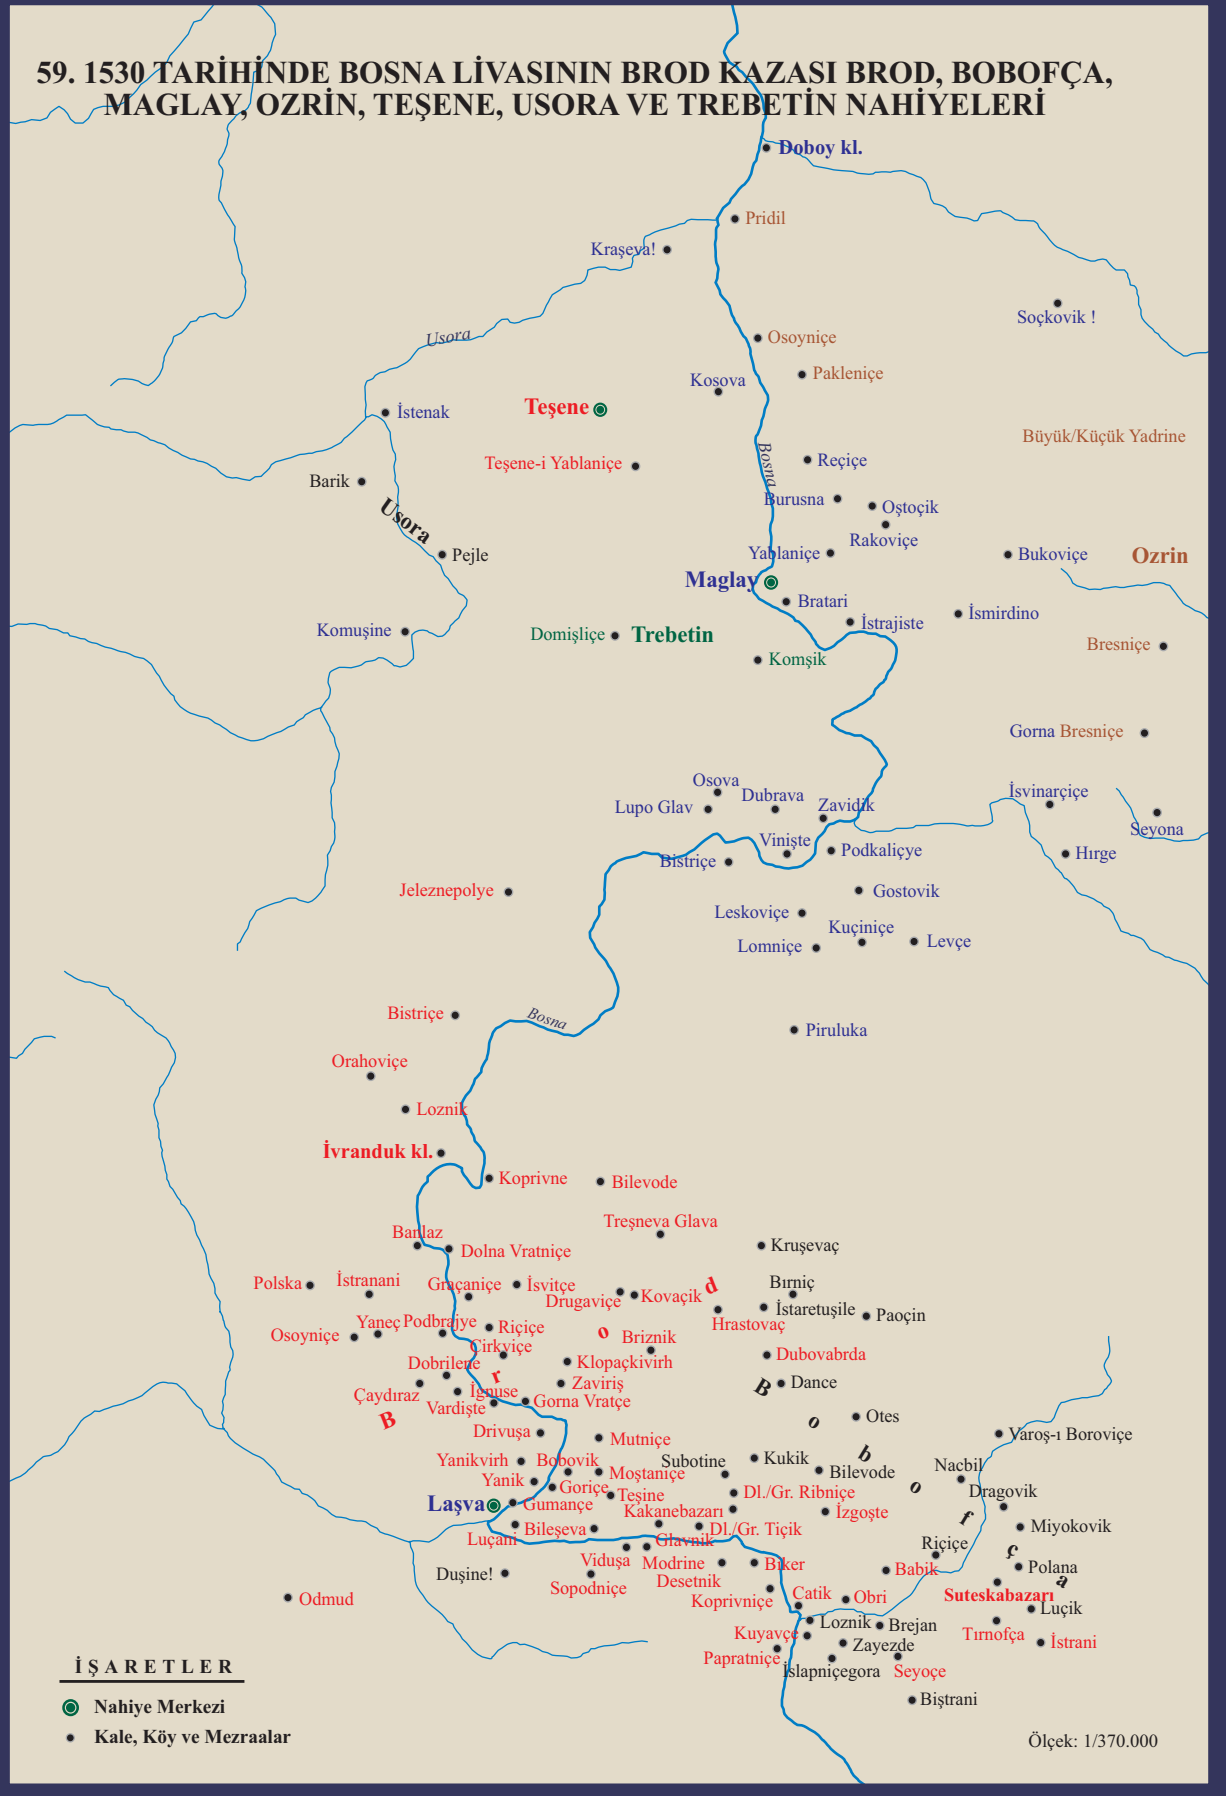 59. 1530 TARİHİNDE BOSNA LİVASININ BROD KAZASI BROD, BOBOFÇA,
MAGLAY, OZRİN, TEŞENE, USORA VE TREBETİN NAHİYELERİ
Doboy kl.
Pridil
Kraşeva!
Soçkovik !
Usora
Osoyniçe
Pakleniçe
Kosova
Teşene
İstenak
Büyük/Küçük Yadrine
Bosna
Reçiçe
Teşene-i Yablaniçe
Barik
Burusna
Oştoçik
Usora
Rakoviçe
Pejle
Yablaniçe
Bukoviçe
Ozrin
Maglay
Bratari
İsmirdino
İstrajiste
Komuşine
Domişliçe
Trebetin
Bresniçe
Komşik
Gorna Bresniçe
Osova
Dubrava
İsvinarçiçe
Lupo Glav
Zavidik
Seyona
Vinişte
Podkaliçye
Hırge
Bistriçe
Jeleznepolye
Gostovik
Leskoviçe
Kuçiniçe
Lomniçe
Levçe
Bistriçe
Bosna
Piruluka
Orahoviçe
Loznik
İvranduk kl.
Koprivne
Bilevode
Treşneva Glava
Banlaz
Dolna Vratniçe
Kruşevaç
Polska
İstranani
Graçaniçe
İsvitçe
Drugaviçe
Kovaçik
d
Bırniç
İstaretuşile
Paoçin
Hrastovaç
Osoyniçe
Yaneç
Podbrajye
Riçiçe
o
Briznik
Cirkviçe
Dobrilene
Klopaçkivirh
Dubovabrda
r
Zaviriş
B
Dance
Çaydıraz
İgnuse
Vardişte
Gorna Vratçe
B
o
Otes
Drivuşa
Mutniçe
Varoş-ı Boroviçe
b
Yanikvirh
Bobovik
Subotine
Kukik
Bilevode
Nacbil
Yanik
Moştaniçe
Goriçe
Teşine
Dl./Gr. Ribniçe
o
Dragovik
Laşva
Gumançe
Kakanebazarı
İzgoşte
f
Miyokovik
Luçani
Bileşeva
Glavnik
Dl./Gr. Tiçik
Riçiçe
ç
Duşine!
Viduşa
Modrine
Biker
Babik
Polana
a
Sopodniçe
Desetnik
Koprivniçe
Catik
Obri
Suteskabazarı
Luçik
Odmud
Loznik
Brejan
Kuyavçe
Tırnofça
İstrani
Zayezde
Papratniçe
İslapniçegora
Seyoçe
Biştrani
İŞARETLER
Nahiye Merkezi
Kale, Köy ve Mezraalar
Ölçek: 1/370.000